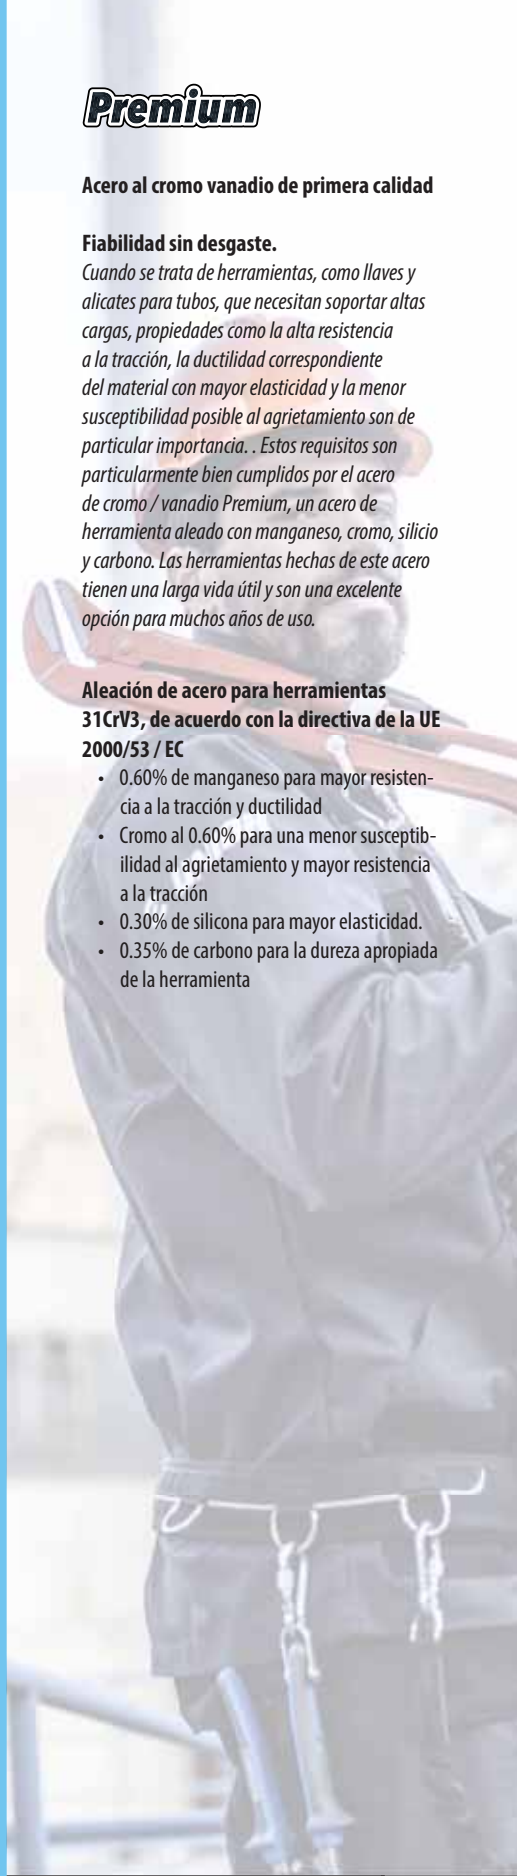 Premium
Acero al cromo vanadio de primera calidad
Fiabilidad sin desgaste.
Cuando se trata de herramientas, como llaves y
alicates para tubos, que necesitan soportar altas
cargas, propiedades como la alta resistencia
a la tracción, la ductilidad correspondiente
del material con mayor elasticidad y la menor
susceptibilidad posible al agrietamiento son de
particular importancia. . Estos requisitos son
particularmente bien cumplidos por el acero
de cromo / vanadio Premium, un acero de
herramienta aleado con manganeso, cromo, silicio
y carbono. Las herramientas hechas de este acero
tienen una larga vida útil y son una excelente
opción para muchos años de uso.
Aleación de acero para herramientas
31CrV3, de acuerdo con la directiva de la UE
2000/53 / EC
• 0.60% de manganeso para mayor resisten-
cia a la tracción y ductilidad
• Cromo al 0.60% para una menor susceptib-
ilidad al agrietamiento y mayor resistencia
a la tracción
• 0.30% de silicona para mayor elasticidad.
• 0.35% de carbono para la dureza apropiada
de la herramienta